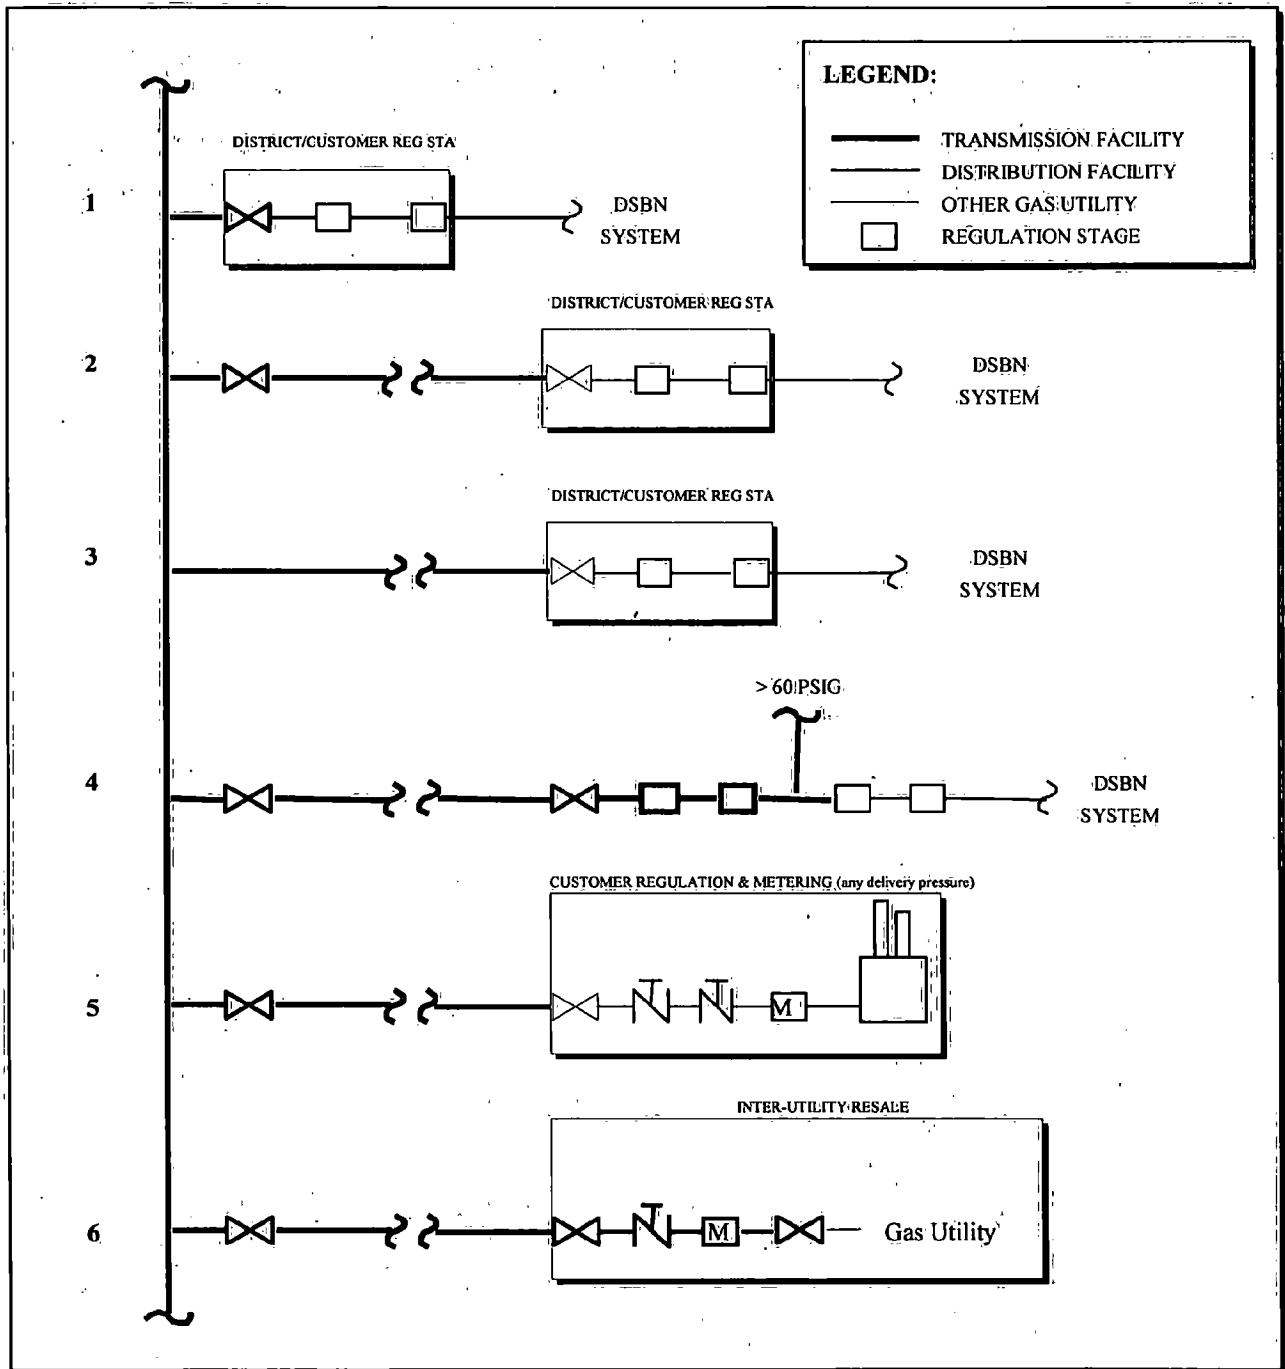 LEGEND:
TRANSMISSION FACILITY
DISTRIBUTION FACILITY
OTHER GAS UTILITY
REGULATION STAGE
DISTRICT/CUSTOMER REG STA
1
DSBN
SYSTEM
DISTRICT/CUSTOMER REG STA
2
DSBN
SYSTEM
DISTRICT/CUSTOMER REG STA
3
DSBN
SYSTEM
> 60 PSIG
4
DSBN
SYSTEM
CUSTOMER REGULATION & METERING (any delivery pressure)
5
M
INTER-UTILITY RESALE
6
M
Gas Utility